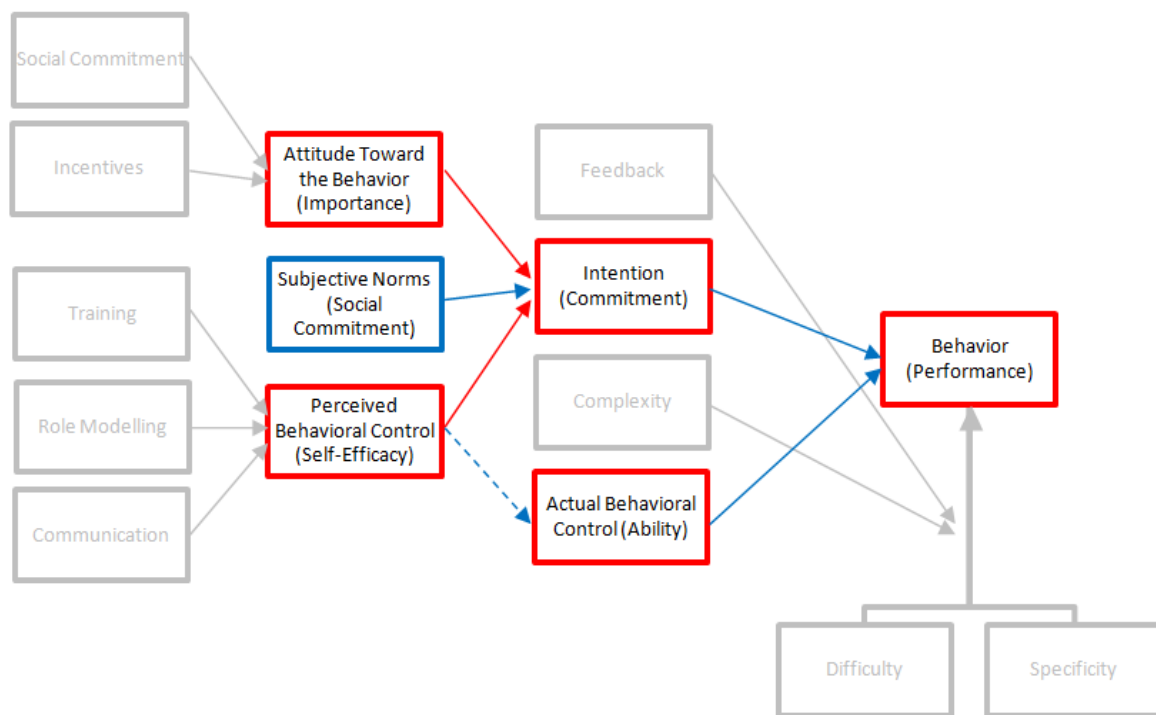 Social Commitment
Incentives
Attitude Toward
the Behavior
(Importance)
Feedback
Subjective Norms
(Social
Commitment)
Intention
(Commitment)
Training
Behavior
(Performance)
Role Modelling
Perceived
Behavioral Control
(Self-Efficacy)
Complexity
Communication
Actual Behavioral
Control (Ability)
Difficulty
Specificity